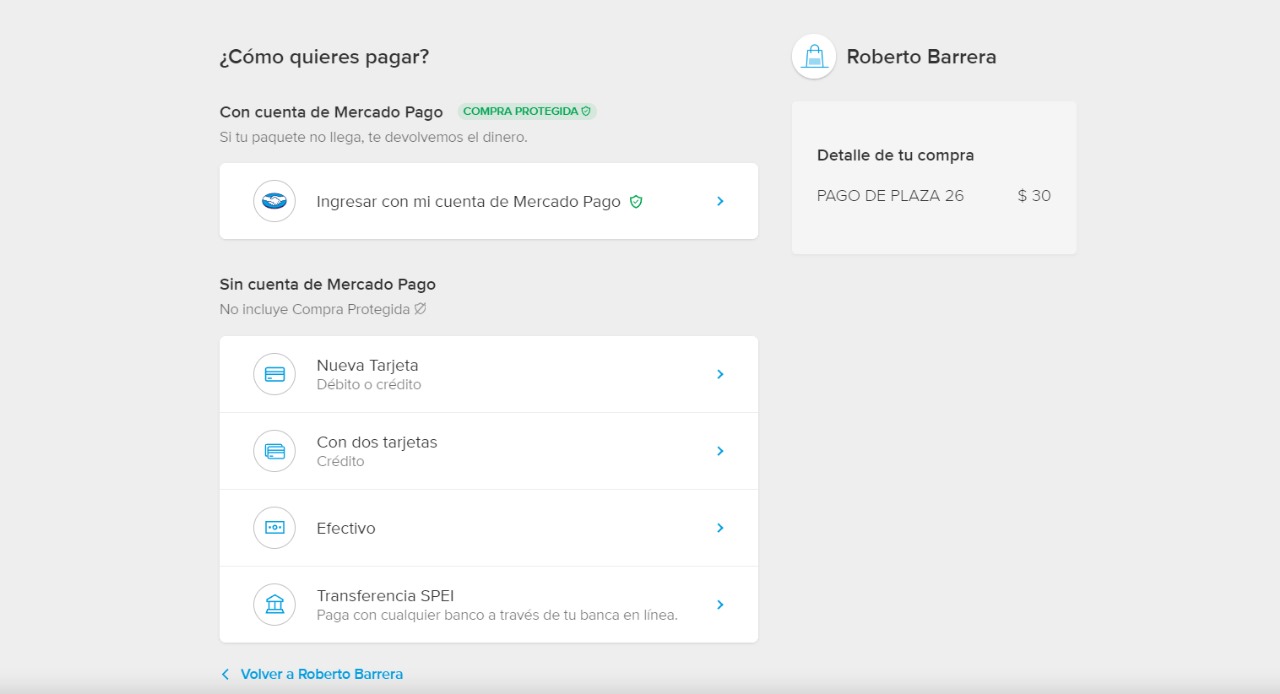 ¿Cómo quieres pagar?
Con cuenta de Mercado Pago
COMPRA PROTEGIDA
Si tu paquete no llega, te devolvemos el dinero.
Ingresar con mi cuenta de Mercado Pago
Sin cuenta de Mercado Pago
No incluye Compra Protegida
Nueva Tarjeta
Débito o crédito
Con dos tarjetas
Crédito
Efectivo
Transferencia SPEI
Paga con cualquier banco a través de tu banca en línea.
Volver a Roberto Barrera
Roberto Barrera
Detalle de tu compra
PAGO DE PLAZA 26 $ 30